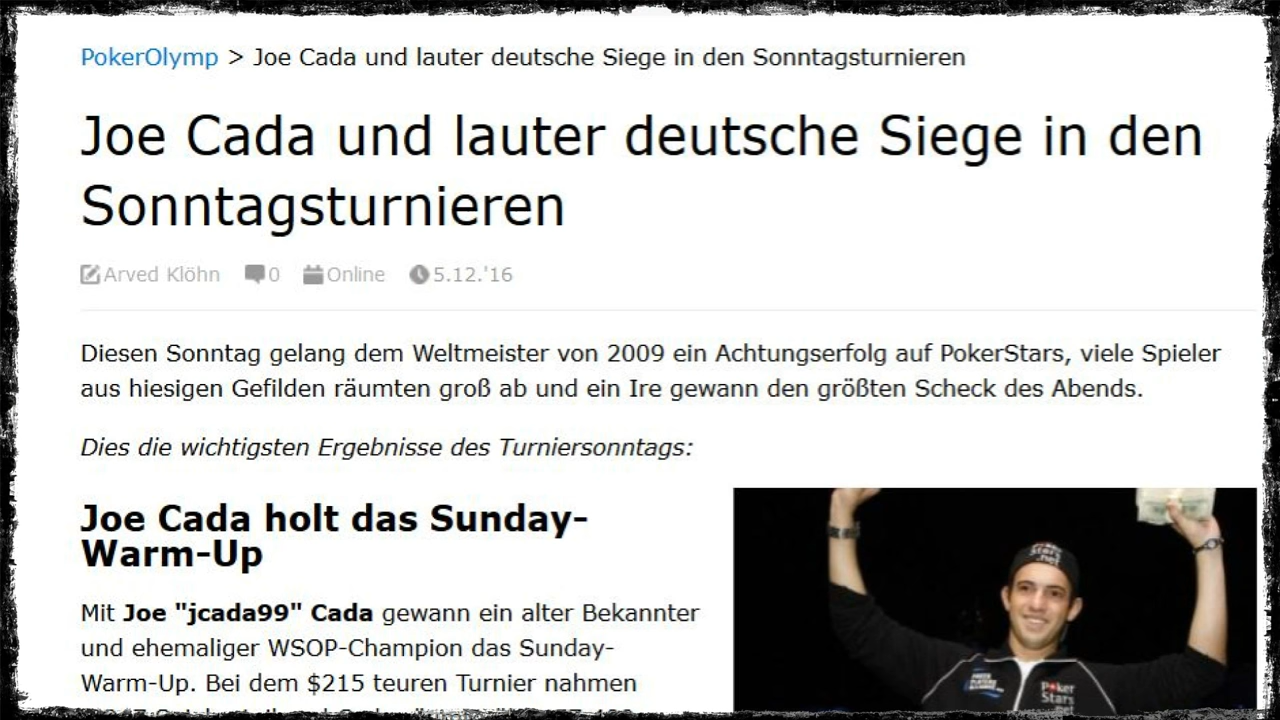 PokerOlymp > Joe Cada und lauter deutsche Siege in den Sonntagsturnieren
Joe Cada und lauter deutsche Siege in den
Sonntagsturnieren
Arved Klöhn 0 Online 5.12.'16
Diesen Sonntag gelang dem Weltmeister von 2009 ein Achtungserfolg auf PokerStars, viele Spieler
aus hiesigen Gefilden räumten groß ab und ein Ire gewann den größten Scheck des Abends.
Dies die wichtigsten Ergebnisse des Turniersonntags:
Joe Cada holt das Sunday-
Warm-Up
Mit Joe "jcada99" Cada gewann ein alter Bekannter
und ehemaliger WSOP-Champion das Sunday-
Warm-Up. Bei dem $215 teuren Turnier nahmen
Poker
Stars
.net